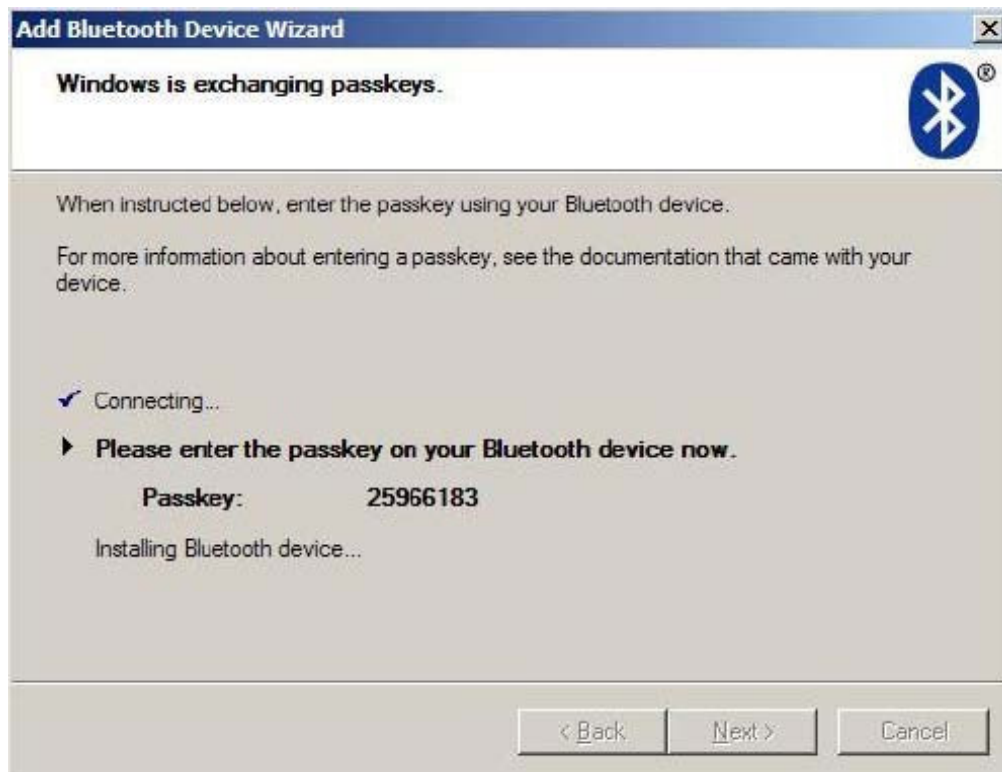 Add Bluetooth Device Wizard
Windows is exchanging passkeys.
®
When instructed below, enter the passkey using your Bluetooth device.
For more information about entering a passkey, see the documentation that came with your
device.
Connecting...
Please enter the passkey on your Bluetooth device now.
Passkey: 25966183
Installing Bluetooth device...
< Back Next > Cancel